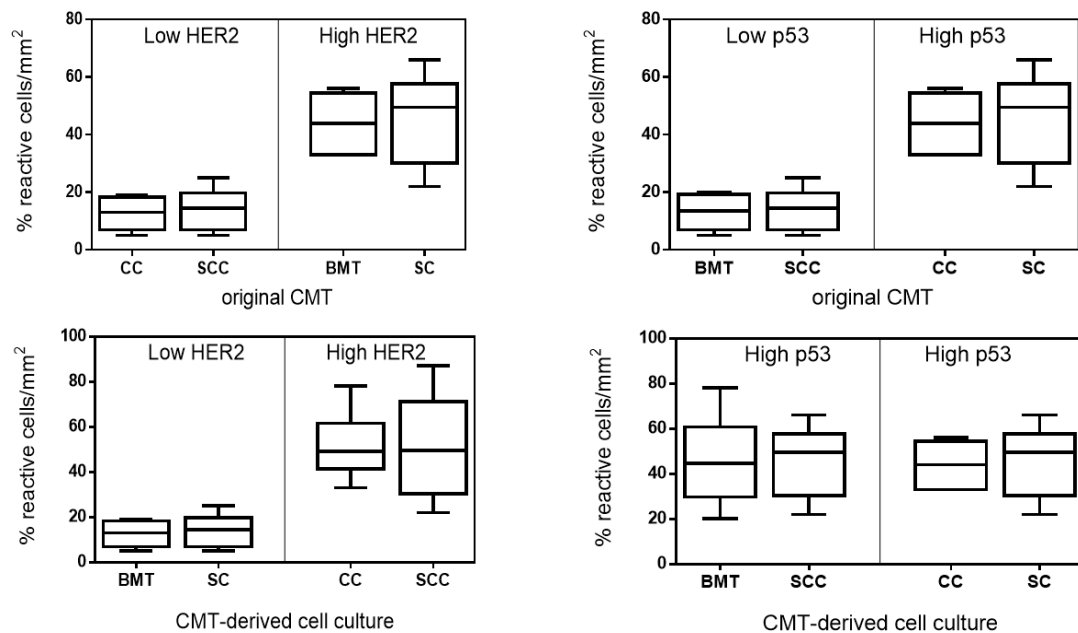 % reactive cells/mm²
80
60
40
20
0
Low HER2
High HER2
CC
SCC
BMT
SC
original CMT
% reactive cells/mm²
80
60
40
20
0
Low p53
High p53
BMT
SCC
CC
SC
original CMT
% reactive cells/mm²
100
80
60
40
20
0
Low HER2
High HER2
BMT
SC
CC
SCC
CMT-derived cell culture
% reactive cells/mm²
100
80
60
40
20
0
High p53
High p53
BMT
SCC
CC
SC
CMT-derived cell culture